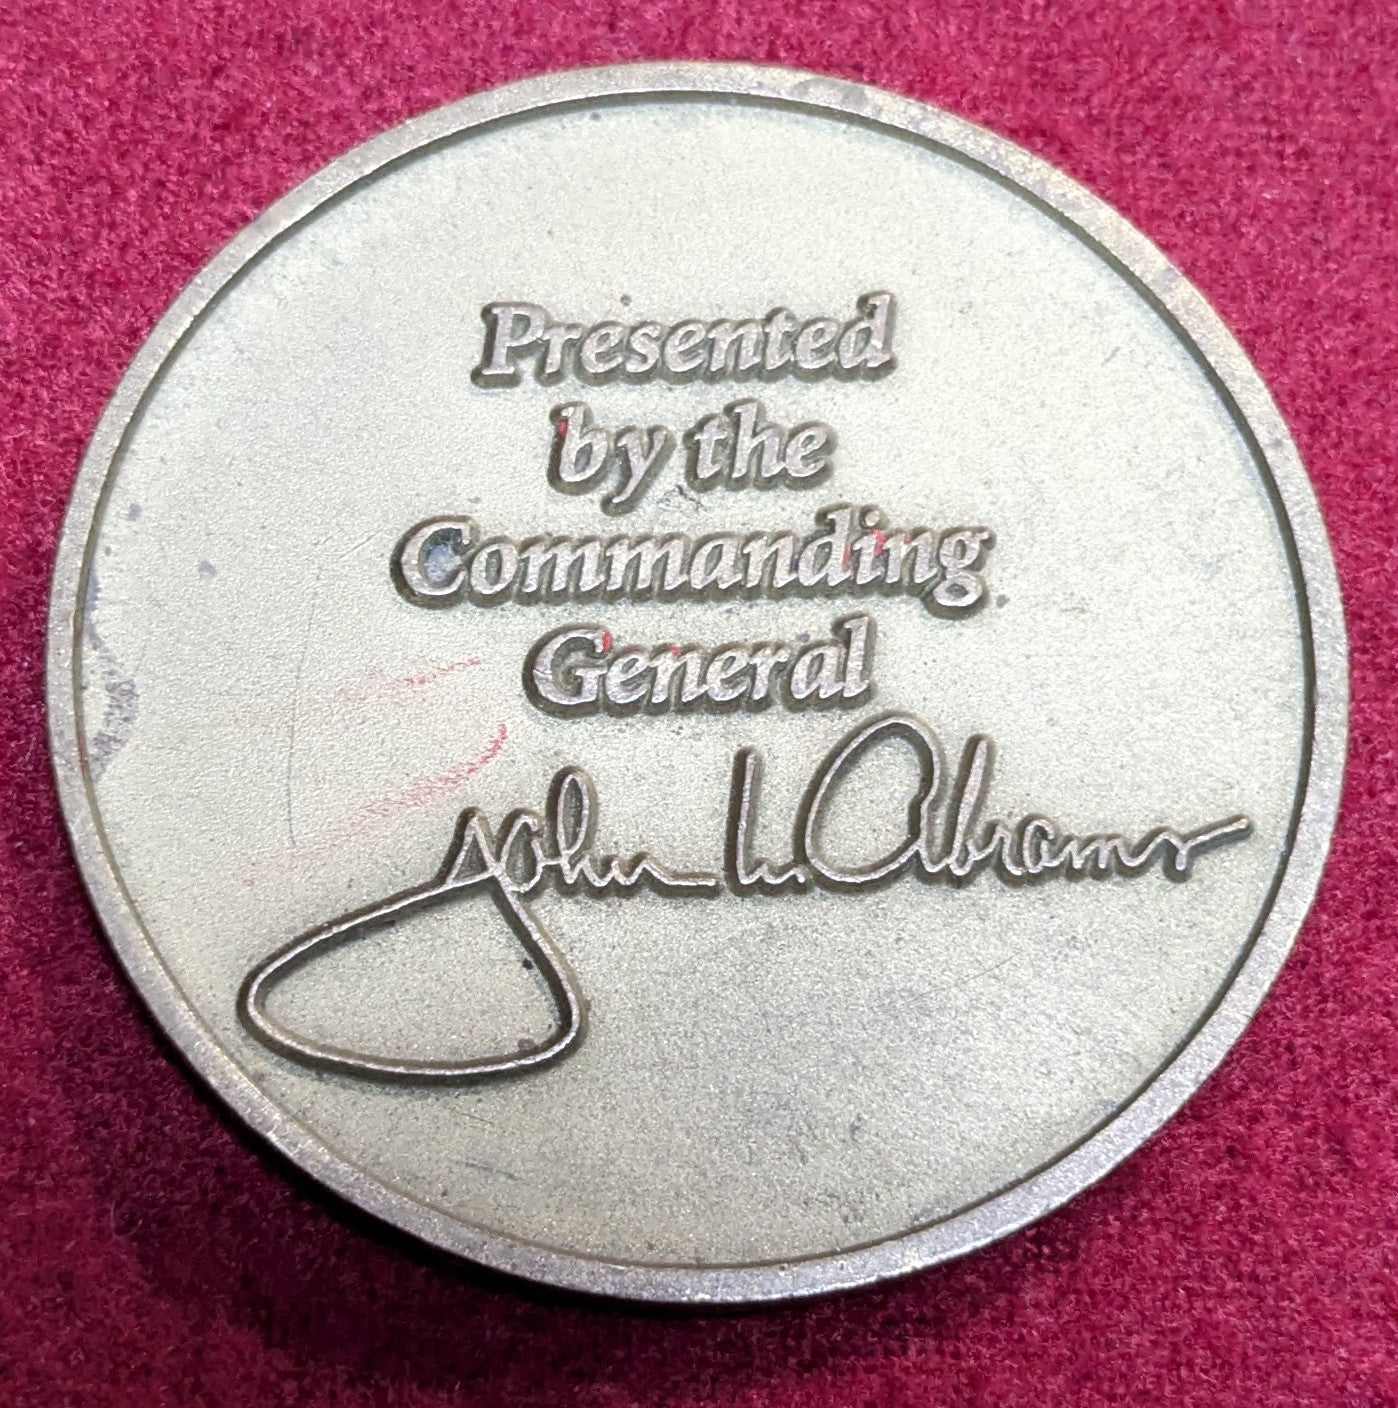 Presented
by the
Commanding
General
John W. Abrams